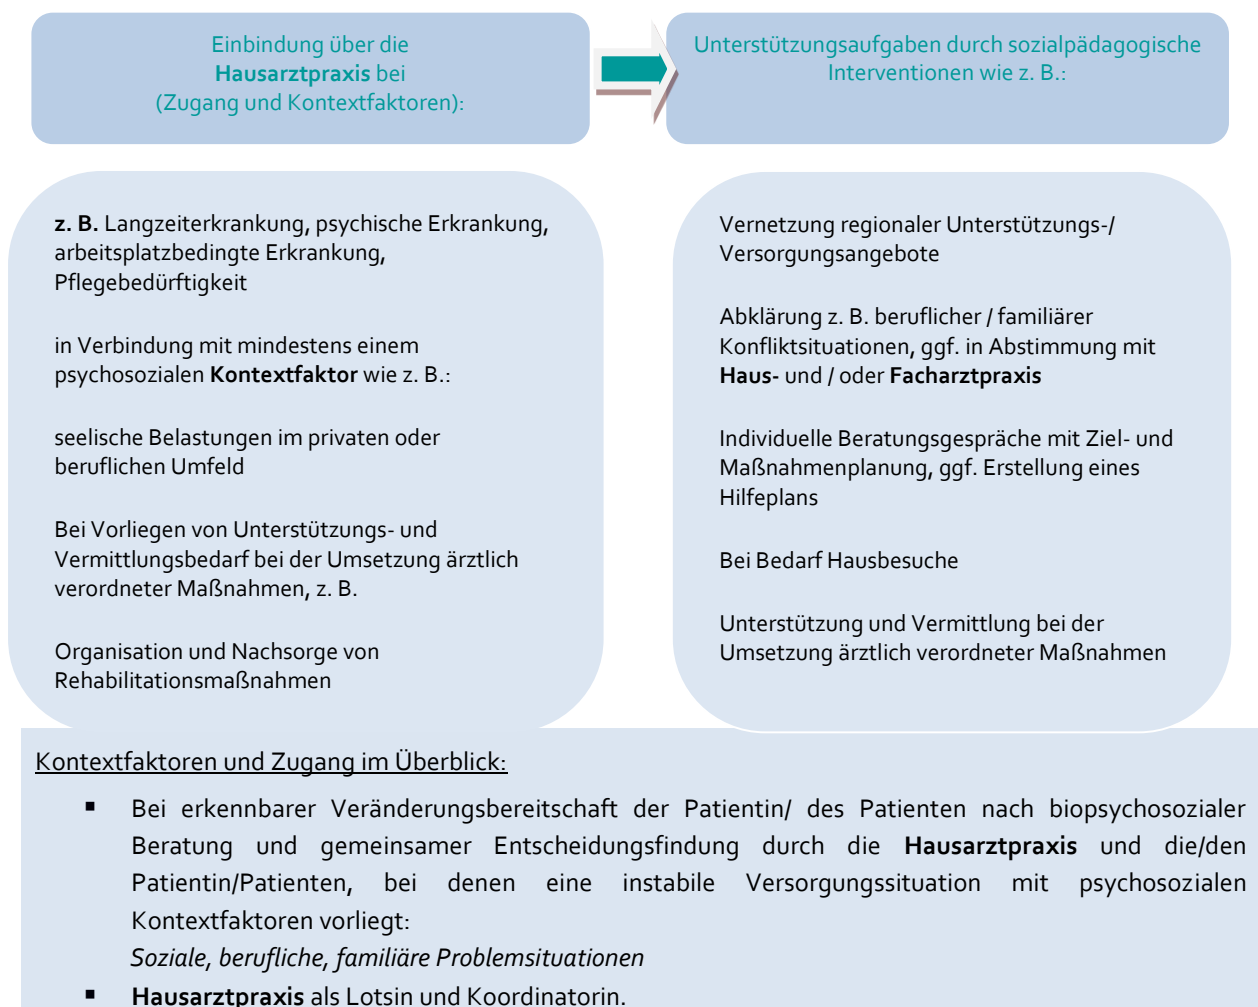 Einbindung über die
Hausarztpraxis bei
(Zugang und Kontextfaktoren):
Unterstützungsaufgaben durch sozialpädagogische
Interventionen wie z. B.:
z. B. Langzeiterkrankung, psychische Erkrankung,
arbeitsplatzbedingte Erkrankung,
Pflegebedürftigkeit
in Verbindung mit mindestens einem
psychosozialen Kontextfaktor wie z. B.:
seelische Belastungen im privaten oder
beruflichen Umfeld
Bei Vorliegen von Unterstützungs- und
Vermittlungsbedarf bei der Umsetzung ärztlich
verordneter Maßnahmen, z. B.
Organisation und Nachsorge von
Rehabilitationsmaßnahmen
Vernetzung regionaler Unterstützungs-/
Versorgungsangebote
Abklärung z. B. beruflicher / familiärer
Konfliktsituationen, ggf. in Abstimmung mit
Haus- und / oder Facharztpraxis
Individuelle Beratungsgespräche mit Ziel- und
Maßnahmenplanung, ggf. Erstellung eines
Hilfeplans
Bei Bedarf Hausbesuche
Unterstützung und Vermittlung bei der
Umsetzung ärztlich verordneter Maßnahmen
Kontextfaktoren und Zugang im Überblick:
▪ Bei erkennbarer Veränderungsbereitschaft der Patientin/ des Patienten nach biopsychosozialer
Beratung und gemeinsamer Entscheidungsfindung durch die Hausarztpraxis und die/den
Patientin/Patienten, bei denen eine instabile Versorgungssituation mit psychosozialen
Kontextfaktoren vorliegt:
Soziale, berufliche, familiäre Problemsituationen
▪ Hausarztpraxis als Lotsin und Koordinatorin.